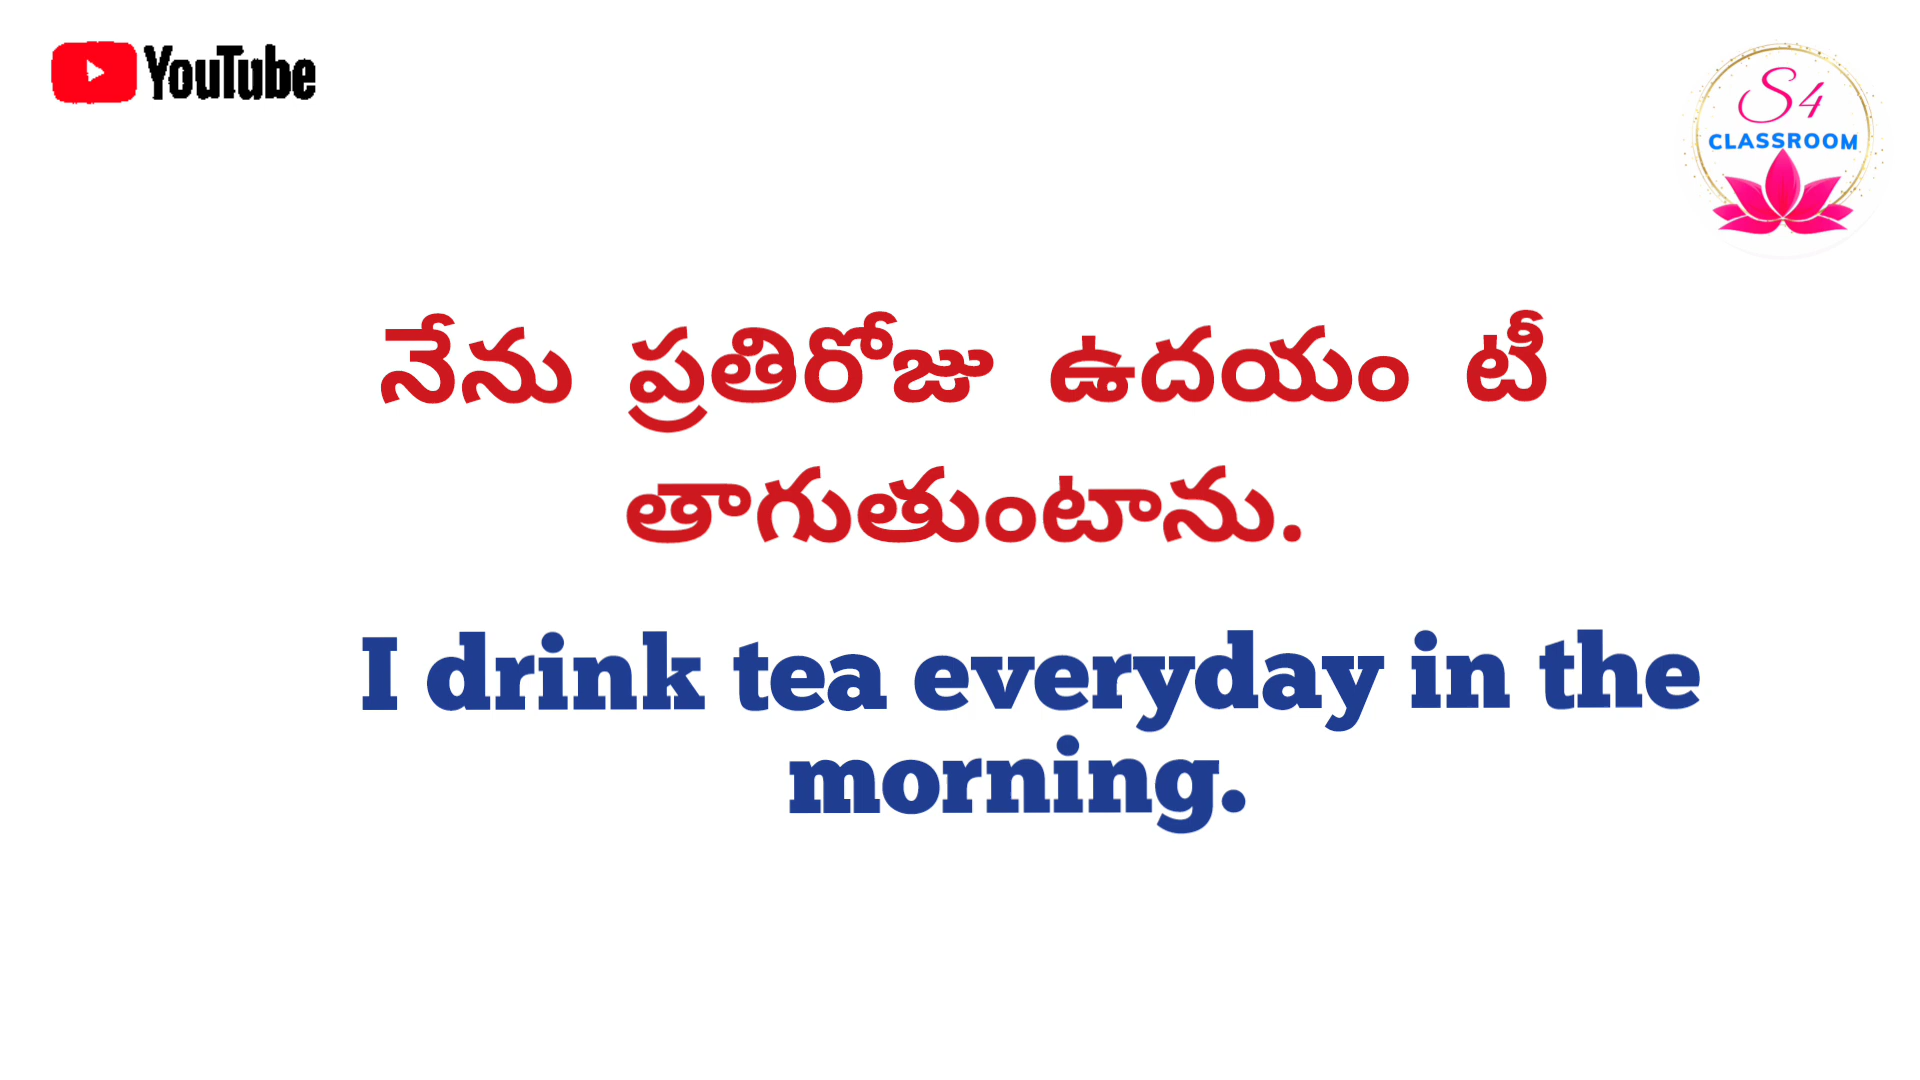 YouTube
S4
CLASSROOM
నేను ప్రతిరోజు ఉదయం టీ
తాగుతుంటాను.
I drink tea everyday in the
morning.